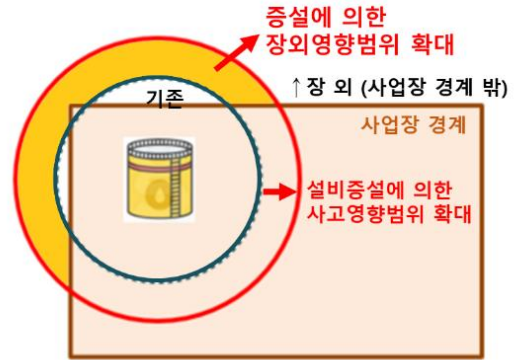 증설에 의한
장외영향범위 확대
↑장 외 (사업장 경계 밖)
기존
사업장 경계
설비증설에 의한
사고영향범위 확대